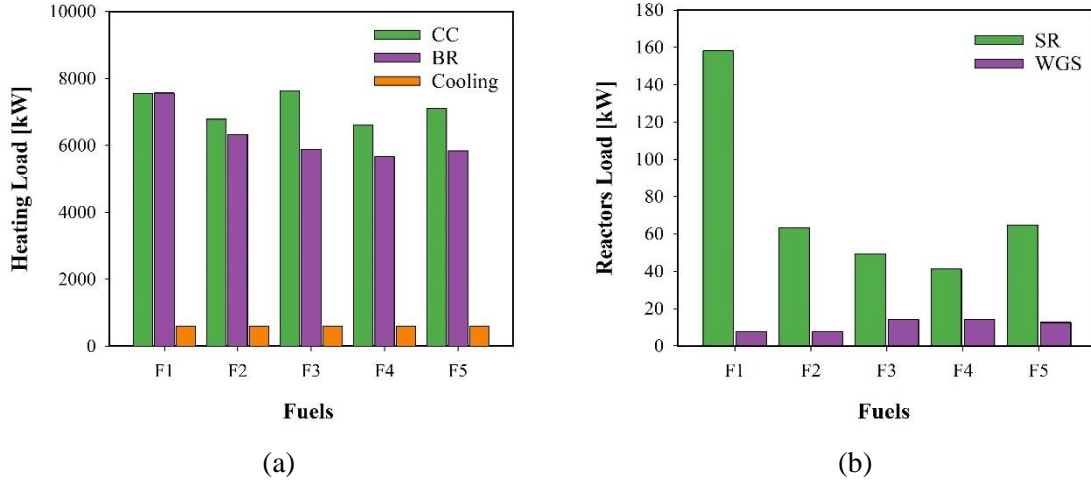 10000
8000
6000
4000
2000
0
Heating Load [kW]
CC
BR
Cooling
F1 F2 F3 F4 F5
Fuels
(a)
180
160
140
120
100
80
60
40
20
0
Reactors Load [kW]
SR
WGS
F1 F2 F3 F4 F5
Fuels
(b)